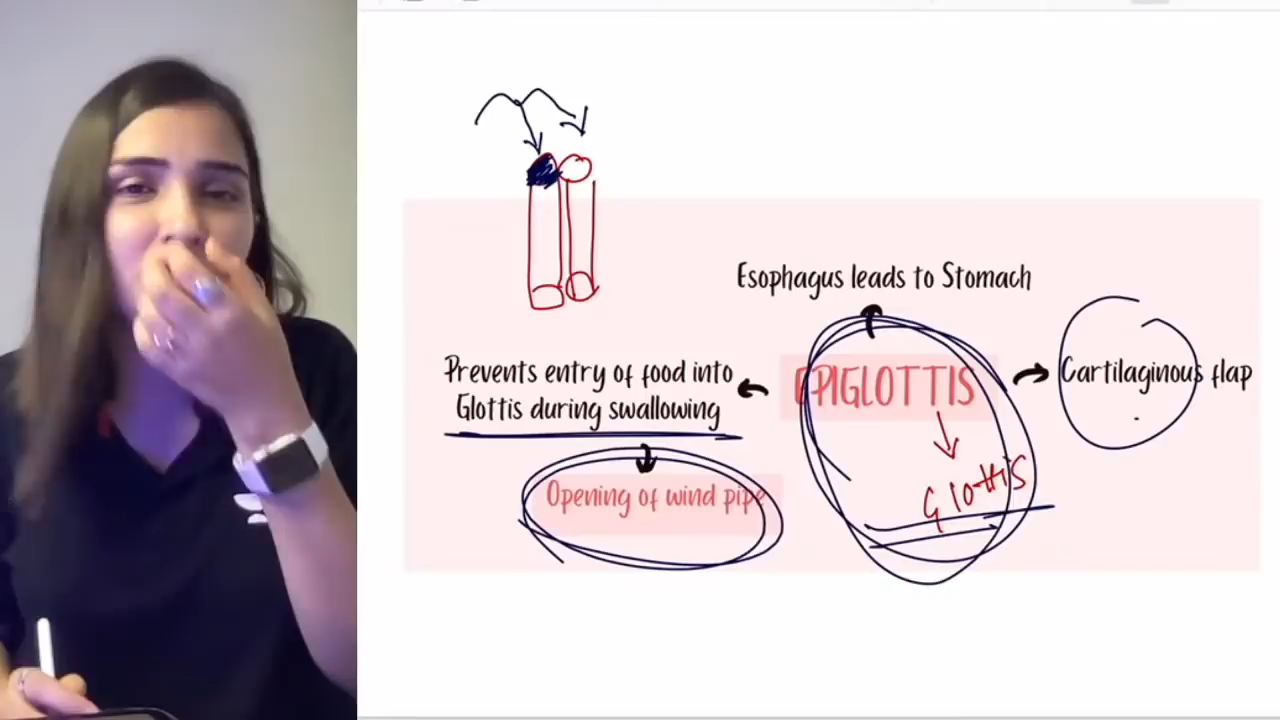 Esophagus leads to Stomach
Prevents entry of food into
Glottis during swallowing
EPIGLOTTIS
Cartilaginous flap
Glottis
Opening of wind pipe